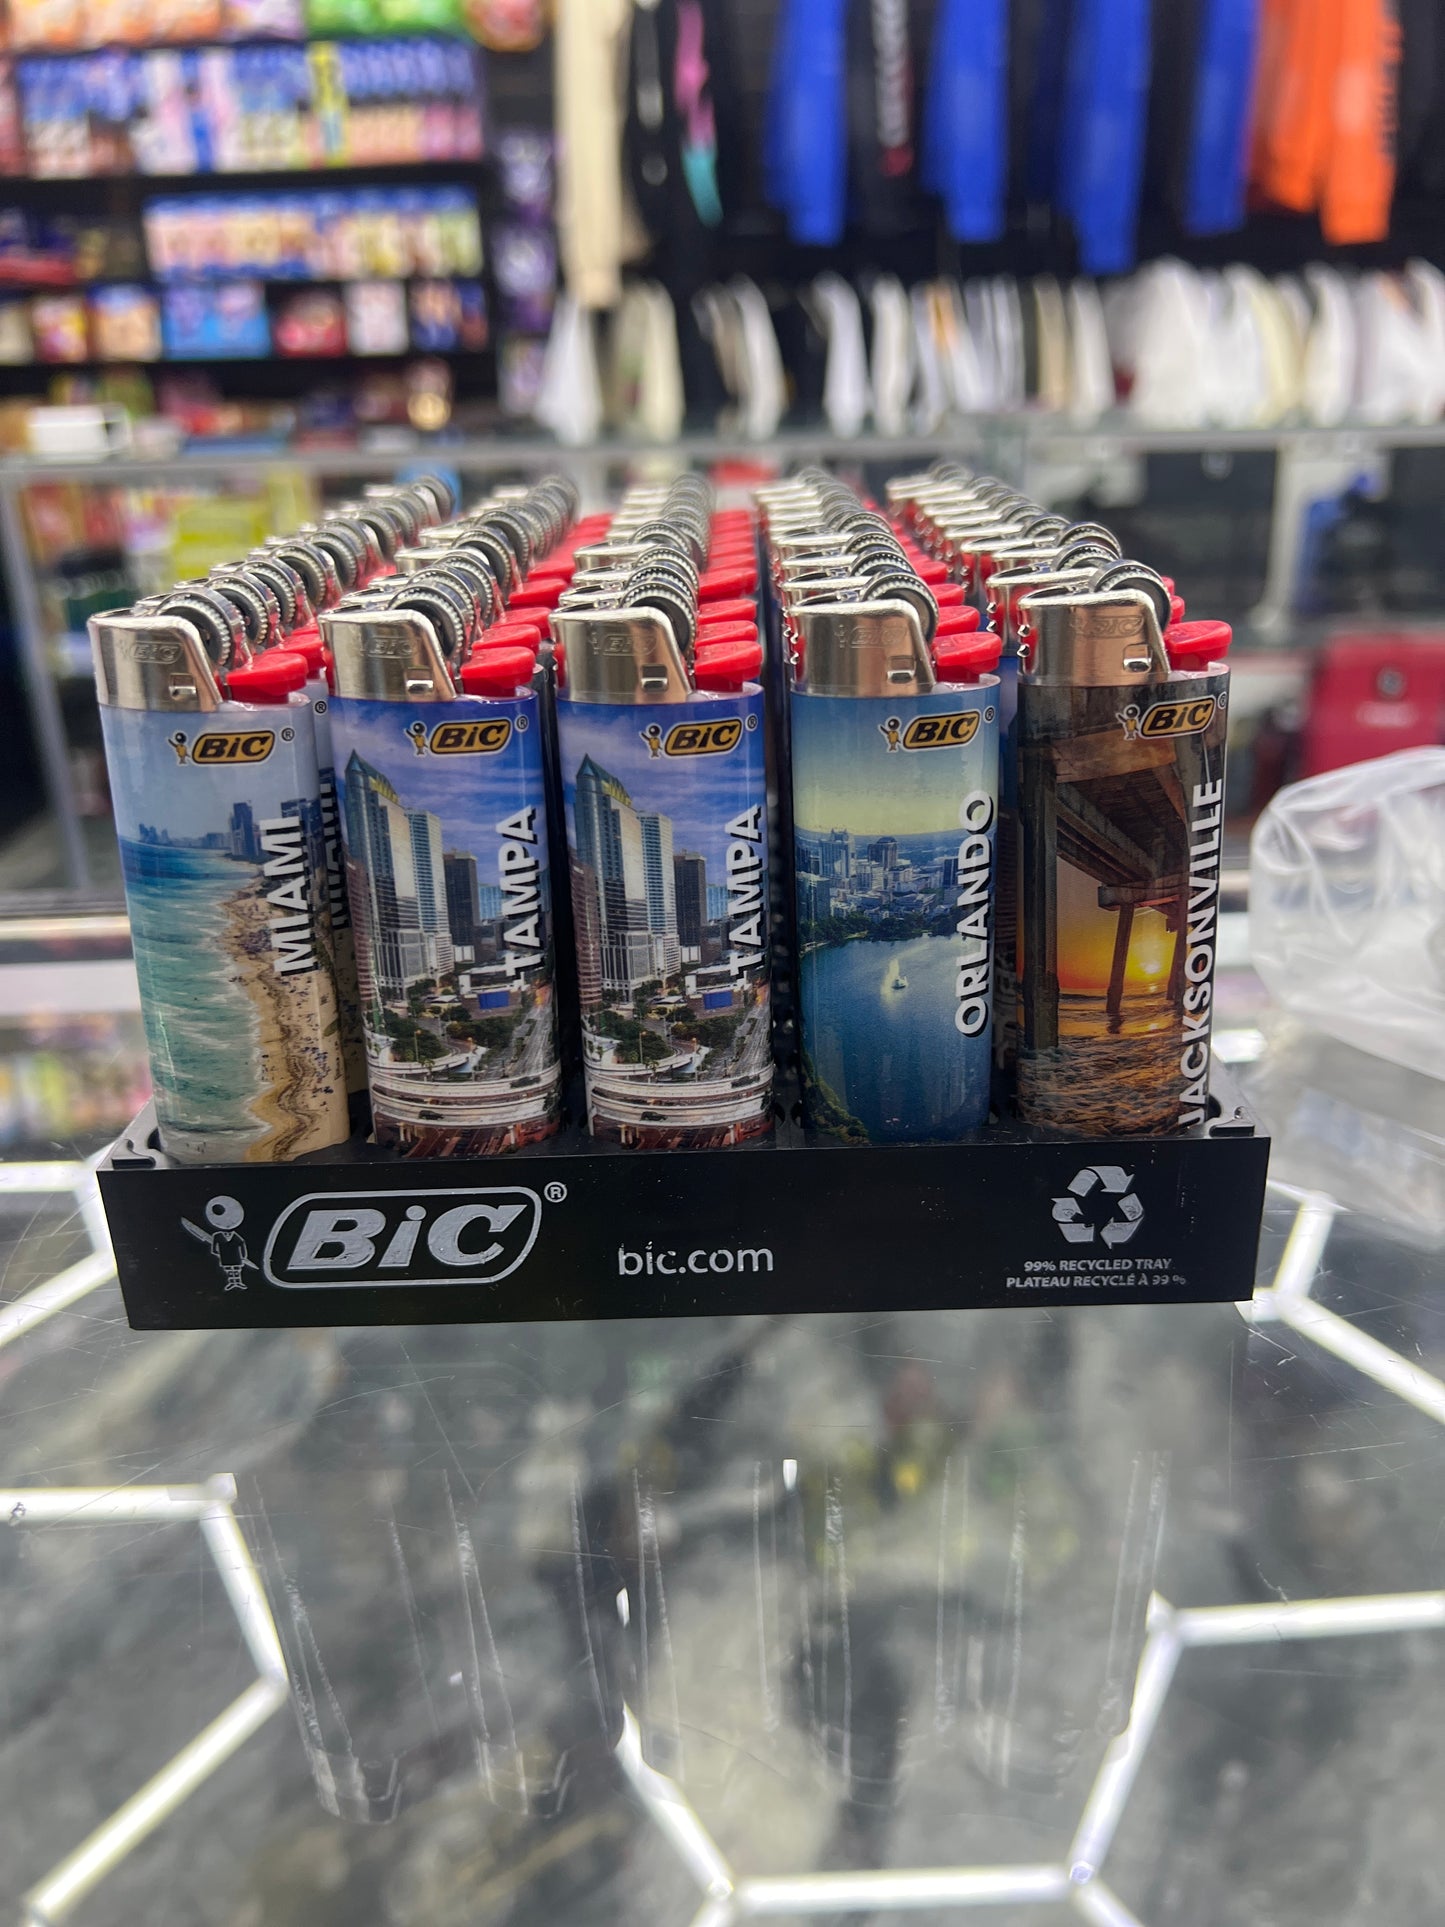 BiC ®
BiC ®
BiC ®
BiC ®
BiC
MIAMI
MIAMI
TAMPA
TAMPA
ORLANDO
JACKSONVILLE
BiC ®
bic.com
99% RECYCLED TRAY
PLATEAU RECYCLÉ À 99 %